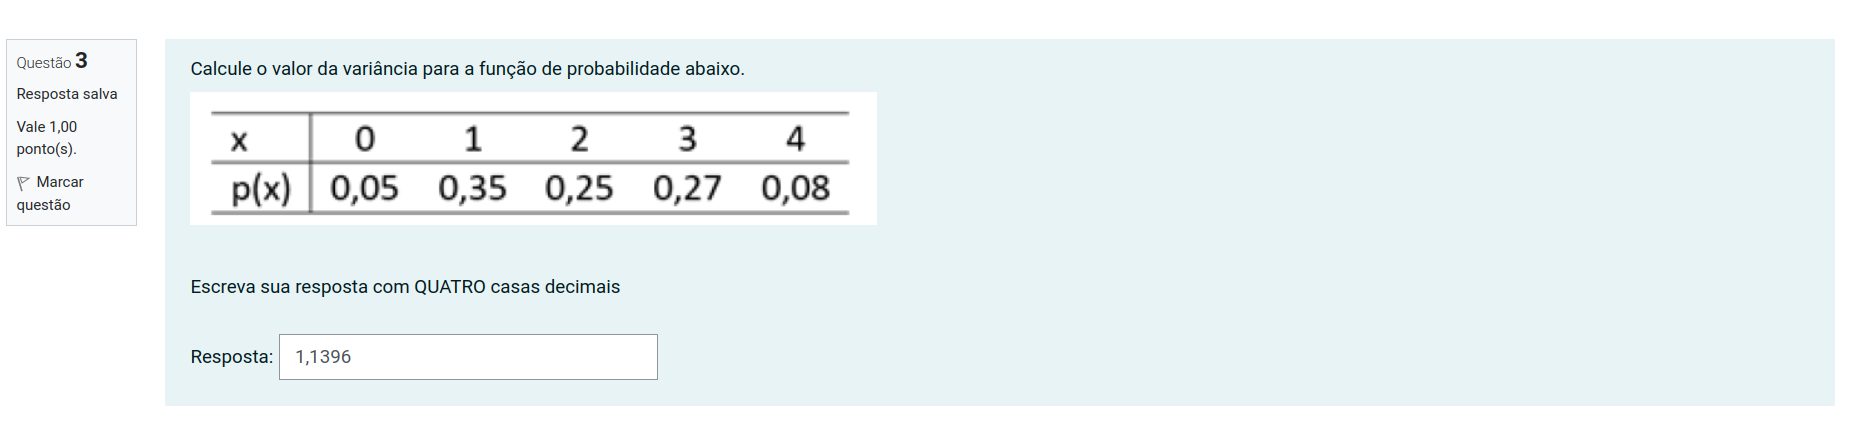 Questão 3
Resposta salva
Vale 1,00
ponto(s).
Marcar
questão
Calcule o valor da variância para a função de probabilidade abaixo.
x 0 1 2 3 4
p(x) 0,05 0,35 0,25 0,27 0,08
Escreva sua resposta com QUATRO casas decimais
Resposta: 1,1396